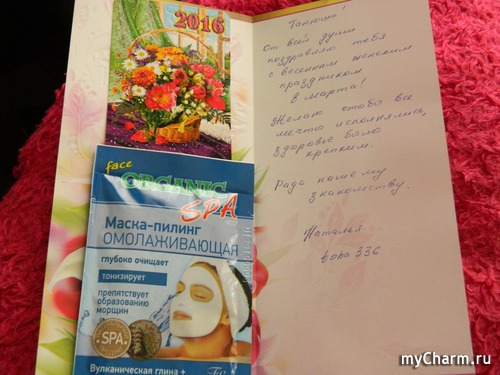 2016
Танюша!
От всей души
поздравляю тебя
с весенним женским
праздником
8 марта!
Желаю чтобы все
мечты исполнялись,
здоровье было
крепким.
Рада нашему
знакомству.
Наталья
вова336
face
ORGANIC
SPA
Маска-пилинг
ОМОЛАЖИВАЮЩАЯ
глубоко очищает
тонизирует
препятствует
образованию
морщин
SPA
Вулканическая глина +
myCharm.ru